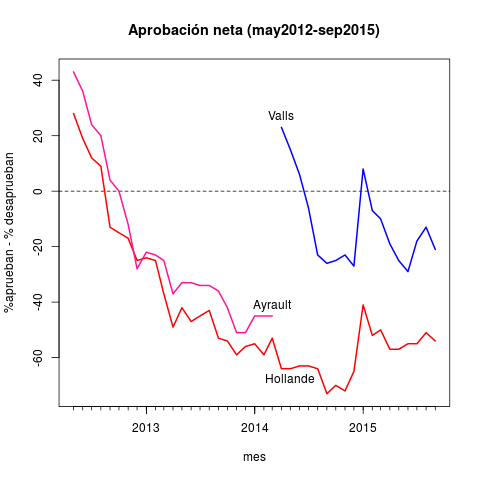 Aprobación neta (may2012-sep2015)
%aprueban - % desaprueban
40
20
0
-20
-40
-60
Valls
Ayrault
Hollande
2013
2014
2015
mes